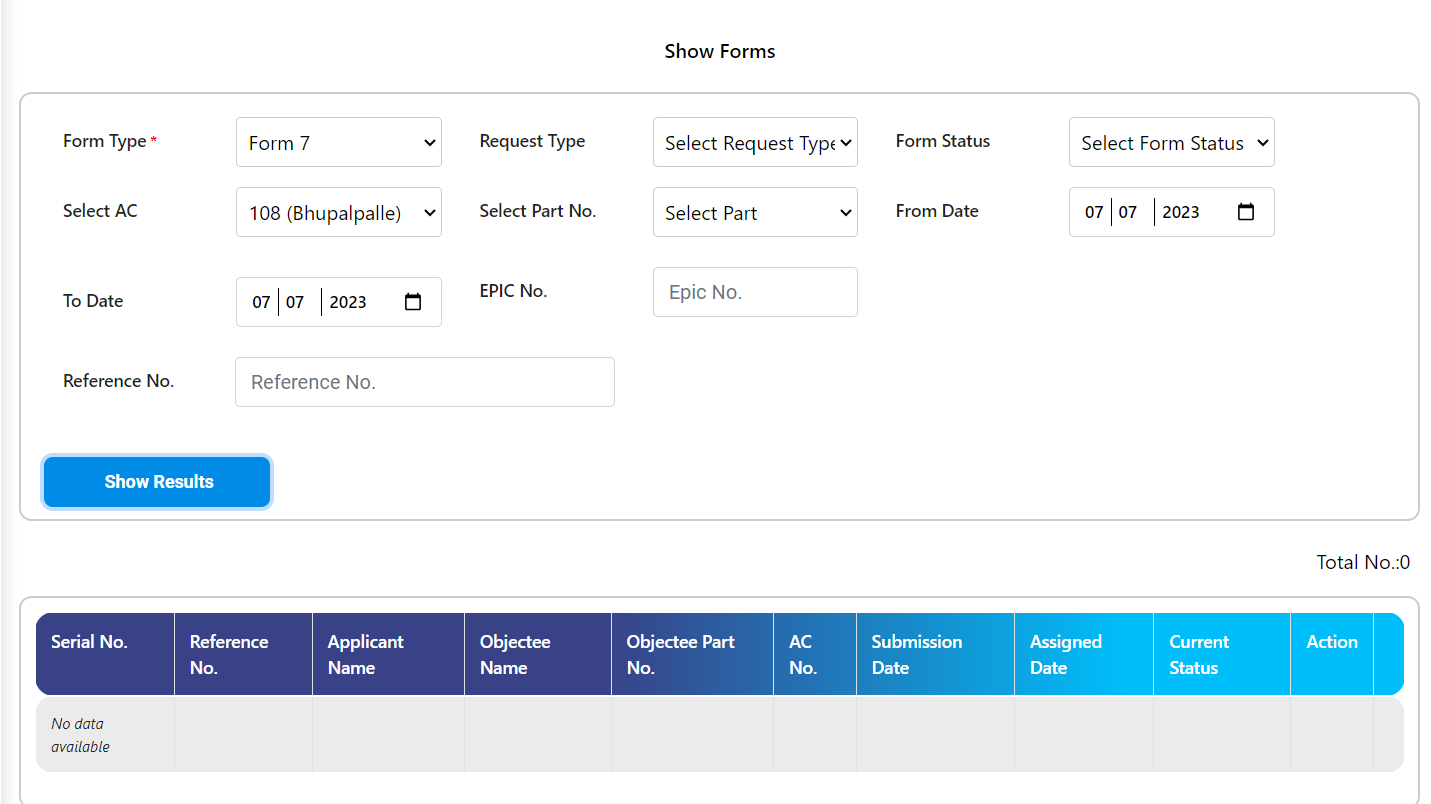 Show Forms
Form Type * Form 7 Request Type Select Request Type Form Status Select Form Status
Select AC 108 (Bhupalpalle) Select Part No. Select Part From Date 07 07 2023
To Date 07 07 2023 EPIC No. Epic No.
Reference No. Reference No.
Show Results
Total No.:0
Serial No. Reference No. Applicant Name Objectee Name Objectee Part No. AC No. Submission Date Assigned Date Current Status Action
No data
available